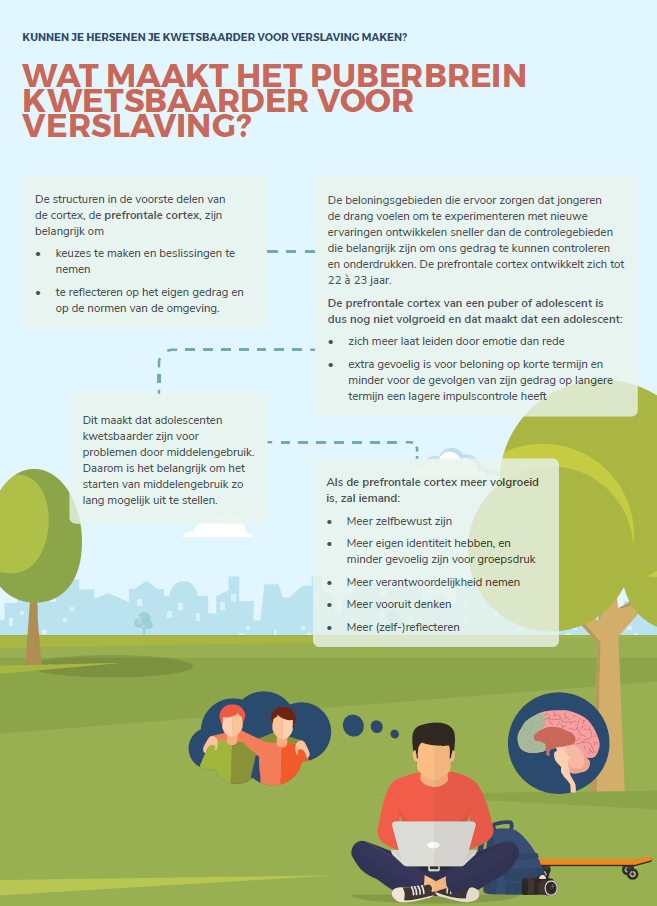 KUNNEN JE HERSENEN JE KWETSBAARDER VOOR VERSLAVING MAKEN?
WAT MAAKT HET PUBERBREIN
KWETSBAARDER VOOR
VERSLAVING?
De structuren in de voorste delen van
de cortex, de prefrontale cortex, zijn
belangrijk om
• keuzes te maken en beslissingen te
nemen
• te reflecteren op het eigen gedrag en
op de normen van de omgeving.
De beloningsgebieden die ervoor zorgen dat jongeren
de drang voelen om te experimenteren met nieuwe
ervaringen ontwikkelen sneller dan de controlegebieden
die belangrijk zijn om ons gedrag te kunnen controleren
en onderdrukken. De prefrontale cortex ontwikkelt zich tot
22 à 23 jaar.
De prefrontale cortex van een puber of adolescent is
dus nog niet volgroeid en dat maakt dat een adolescent:
• zich meer laat leiden door emotie dan rede
• extra gevoelig is voor beloning op korte termijn en
minder voor de gevolgen van zijn gedrag op langere
termijn een lagere impulscontrole heeft
Dit maakt dat adolescenten
kwetsbaarder zijn voor
problemen door middelengebruik.
Daarom is het belangrijk om het
starten van middelengebruik zo
lang mogelijk uit te stellen.
Als de prefrontale cortex meer volgroeid
is, zal iemand:
• Meer zelfbewust zijn
• Meer eigen identiteit hebben, en
minder gevoelig zijn voor groepsdruk
• Meer verantwoordelijkheid nemen
• Meer vooruit denken
• Meer (zelf-)reflecteren